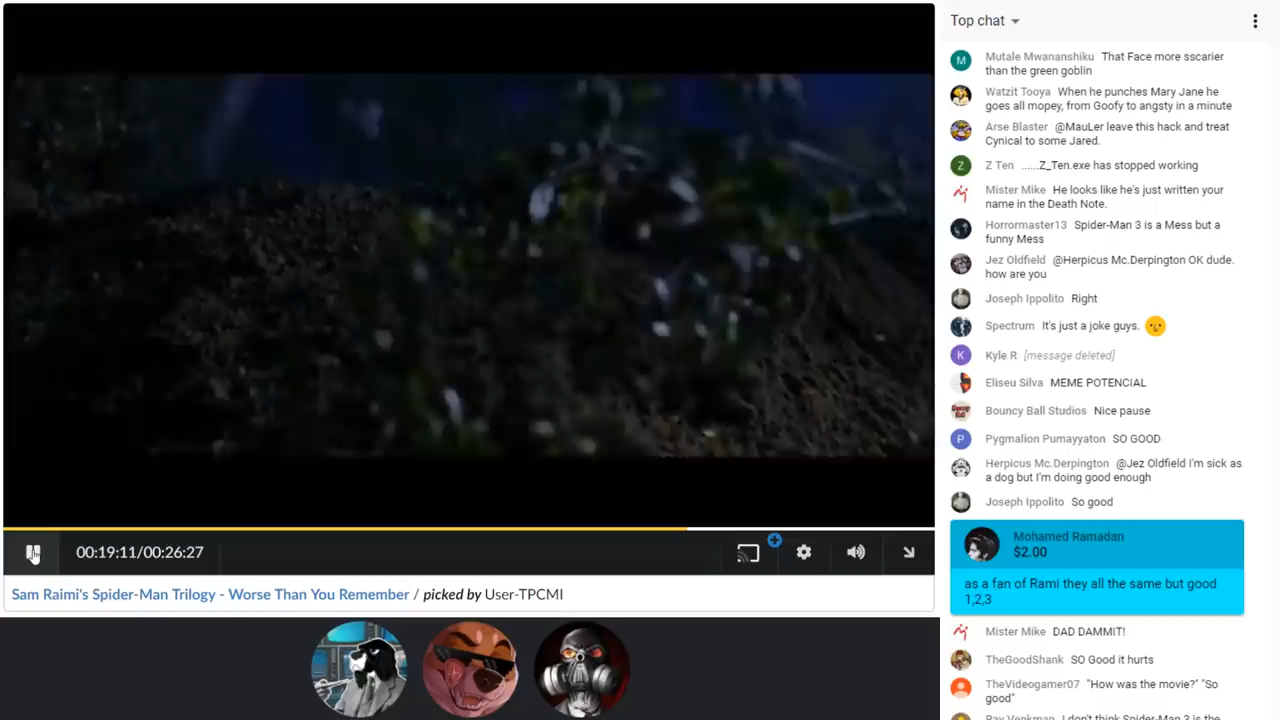 00:19:11/00:26:27
Sam Raimi's Spider-Man Trilogy - Worse Than You Remember / picked by User-TPCMI
Top chat
M
Mutale Mwananshiku That Face more sscarier
than the green goblin
Watzit Tooya When he punches Mary Jane he
goes all mopey, from Goofy to angsty in a minute
Arse Blaster @MauLer leave this hack and treat
Cynical to some Jared.
Z
Z Ten ......Z_Ten.exe has stopped working
Mister Mike He looks like he's just written your
name in the Death Note.
Horrormaster13 Spider-Man 3 is a Mess but a
funny Mess
Jez Oldfield @Herpicus Mc.Derpington OK dude.
how are you
Joseph Ippolito Right
Spectrum It's just a joke guys.
K
Kyle R [message deleted]
Eliseu Silva MEME POTENCIAL
Bouncy Ball Studios Nice pause
P
Pygmalion Pumayyaton SO GOOD
Herpicus Mc.Derpington @Jez Oldfield I'm sick as
a dog but I'm doing good enough
Joseph Ippolito So good
Mohamed Ramadan
$2.00
as a fan of Rami they all the same but good
1,2,3
Mister Mike DAD DAMMIT!
TheGoodShank SO Good it hurts
TheVideogamer07 "How was the movie?" "So
good"
Ray Venkman I don't think Spider-Man 3 is the